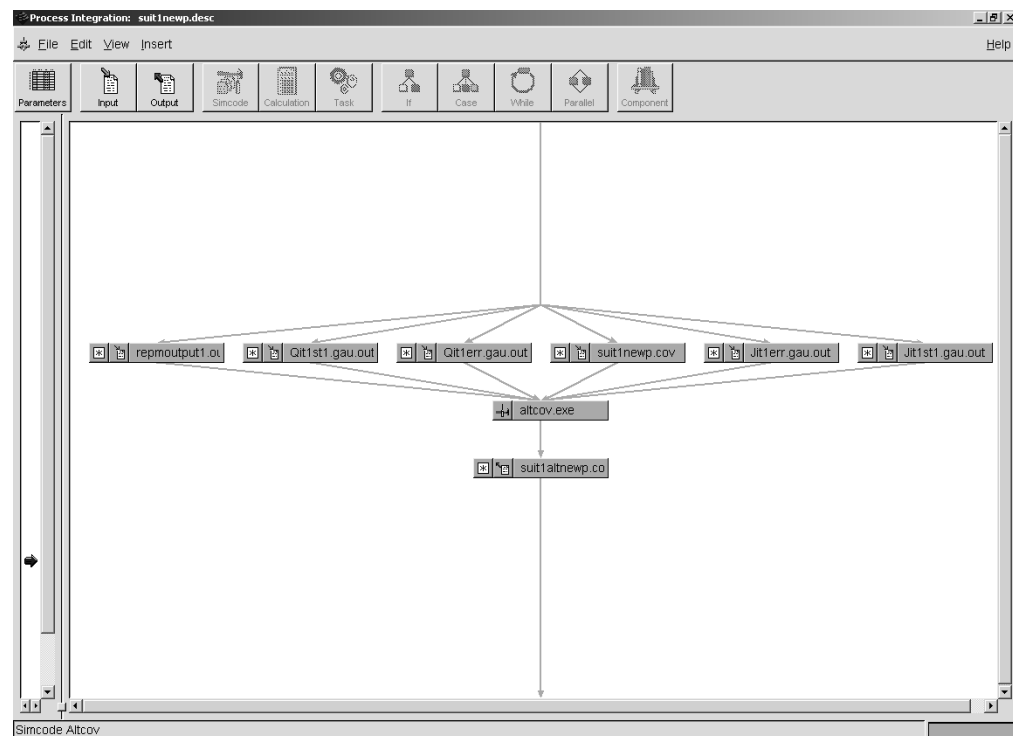 Process Integration: suit1newp.desc
File Edit View Insert Help
Parameters Input Output Simcode Calculation Task If Case While Parallel Component
repmoutput1.ou Qit1st1.gau.out Qit1err.gau.out suit1newp.cov Jit1err.gau.out Jit1st1.gau.out
altcov.exe
suit1altnewp.co
Simcode Altcov